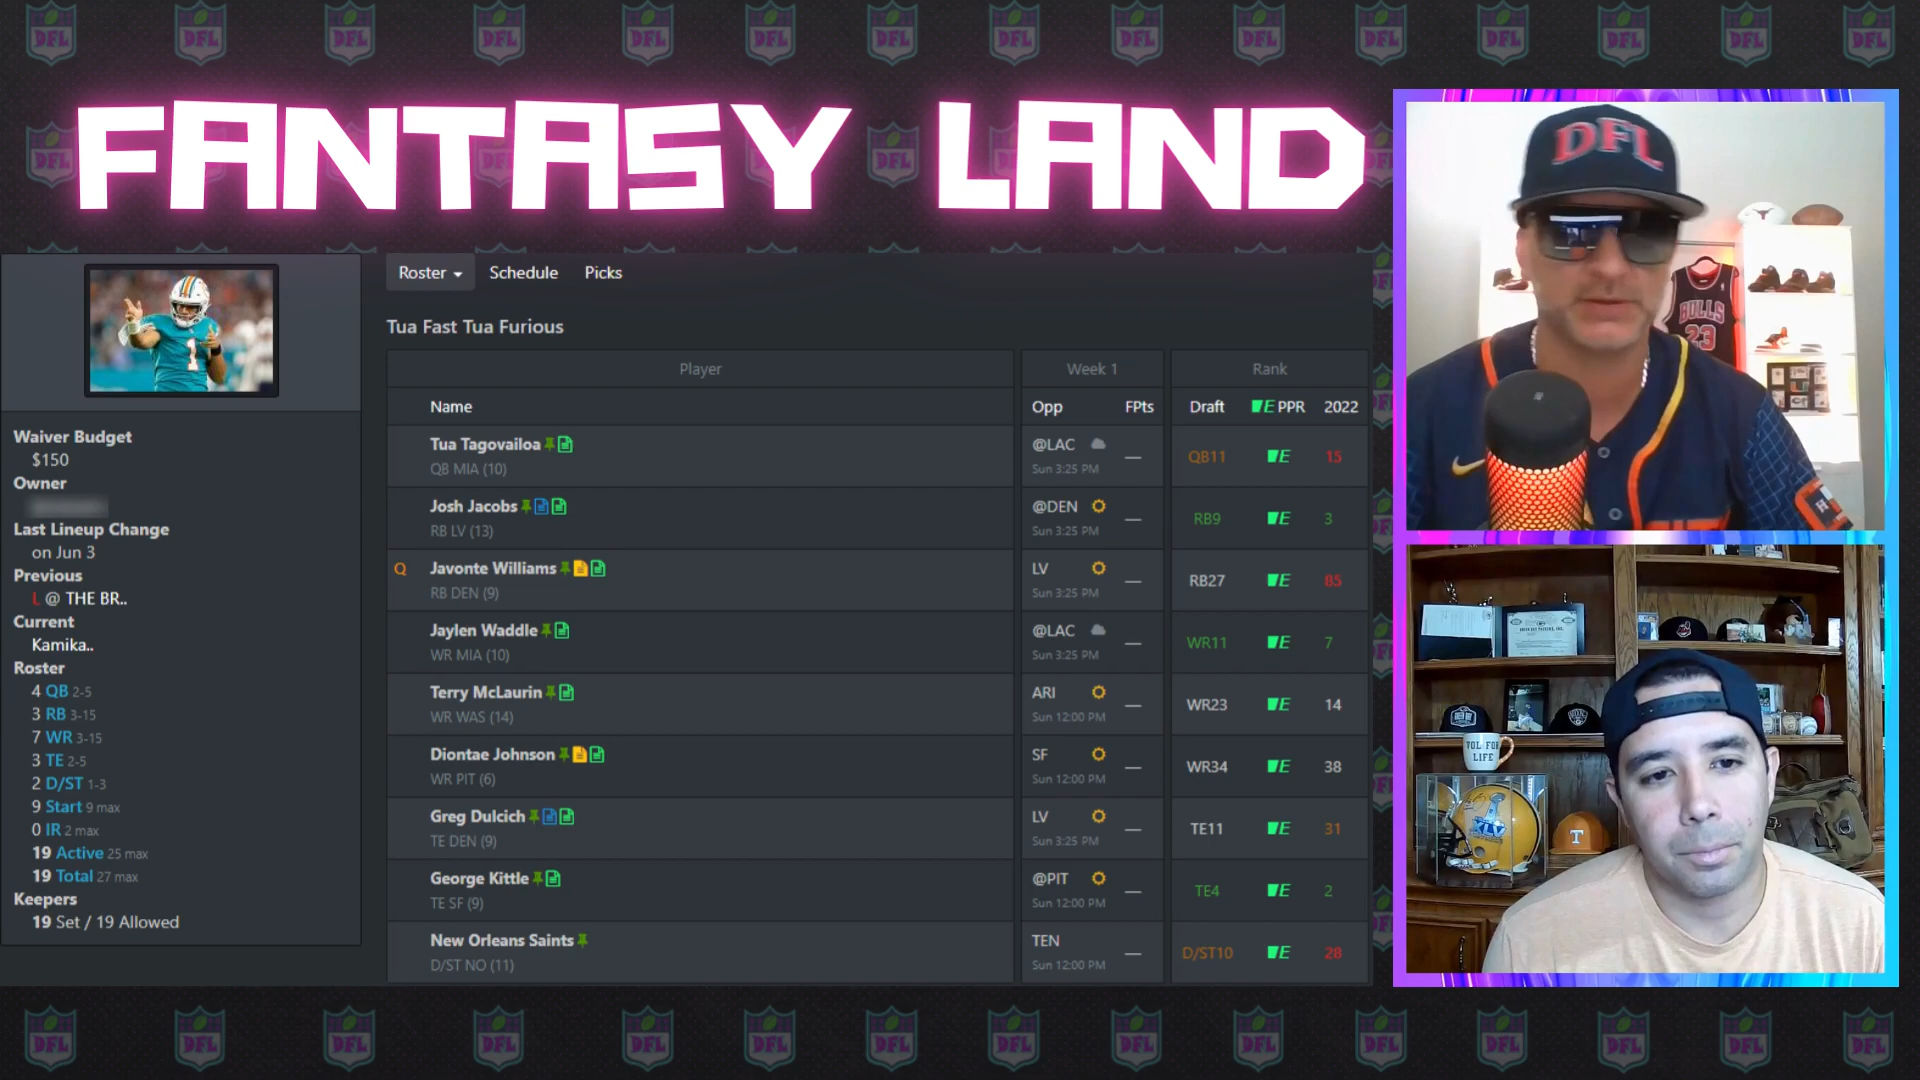 FANTASY LAND
Roster Schedule Picks
Tua Fast Tua Furious
Player Week 1 Rank
Name Opp FPts Draft PPR 2022
Tua Tagovailoa @LAC — QB11 15
QB MIA (10) Sun 3:25 PM
Josh Jacobs @DEN — RB9 3
RB LV (13) Sun 3:25 PM
Q Javonte Williams LV — RB27 85
RB DEN (9) Sun 3:25 PM
Jaylen Waddle @LAC — WR11 7
WR MIA (10) Sun 3:25 PM
Terry McLaurin ARI — WR23 14
WR WAS (14) Sun 12:00 PM
Diontae Johnson SF — WR34 38
WR PIT (6) Sun 12:00 PM
Greg Dulcich LV — TE11 31
TE DEN (9) Sun 3:25 PM
George Kittle @PIT — TE4 2
TE SF (9) Sun 12:00 PM
New Orleans Saints TEN — D/ST10 28
D/ST NO (11) Sun 12:00 PM
Waiver Budget
$150
Owner
Last Lineup Change
on Jun 3
Previous
L @ THE BR..
Current
Kamika..
Roster
4 QB 2-5
3 RB 3-15
7 WR 3-15
3 TE 2-5
2 D/ST 1-3
9 Start 9 max
0 IR 2 max
19 Active 25 max
19 Total 27 max
Keepers
19 Set / 19 Allowed
DFL
BULLS
23
VOL FOR
LIFE
XLV
T